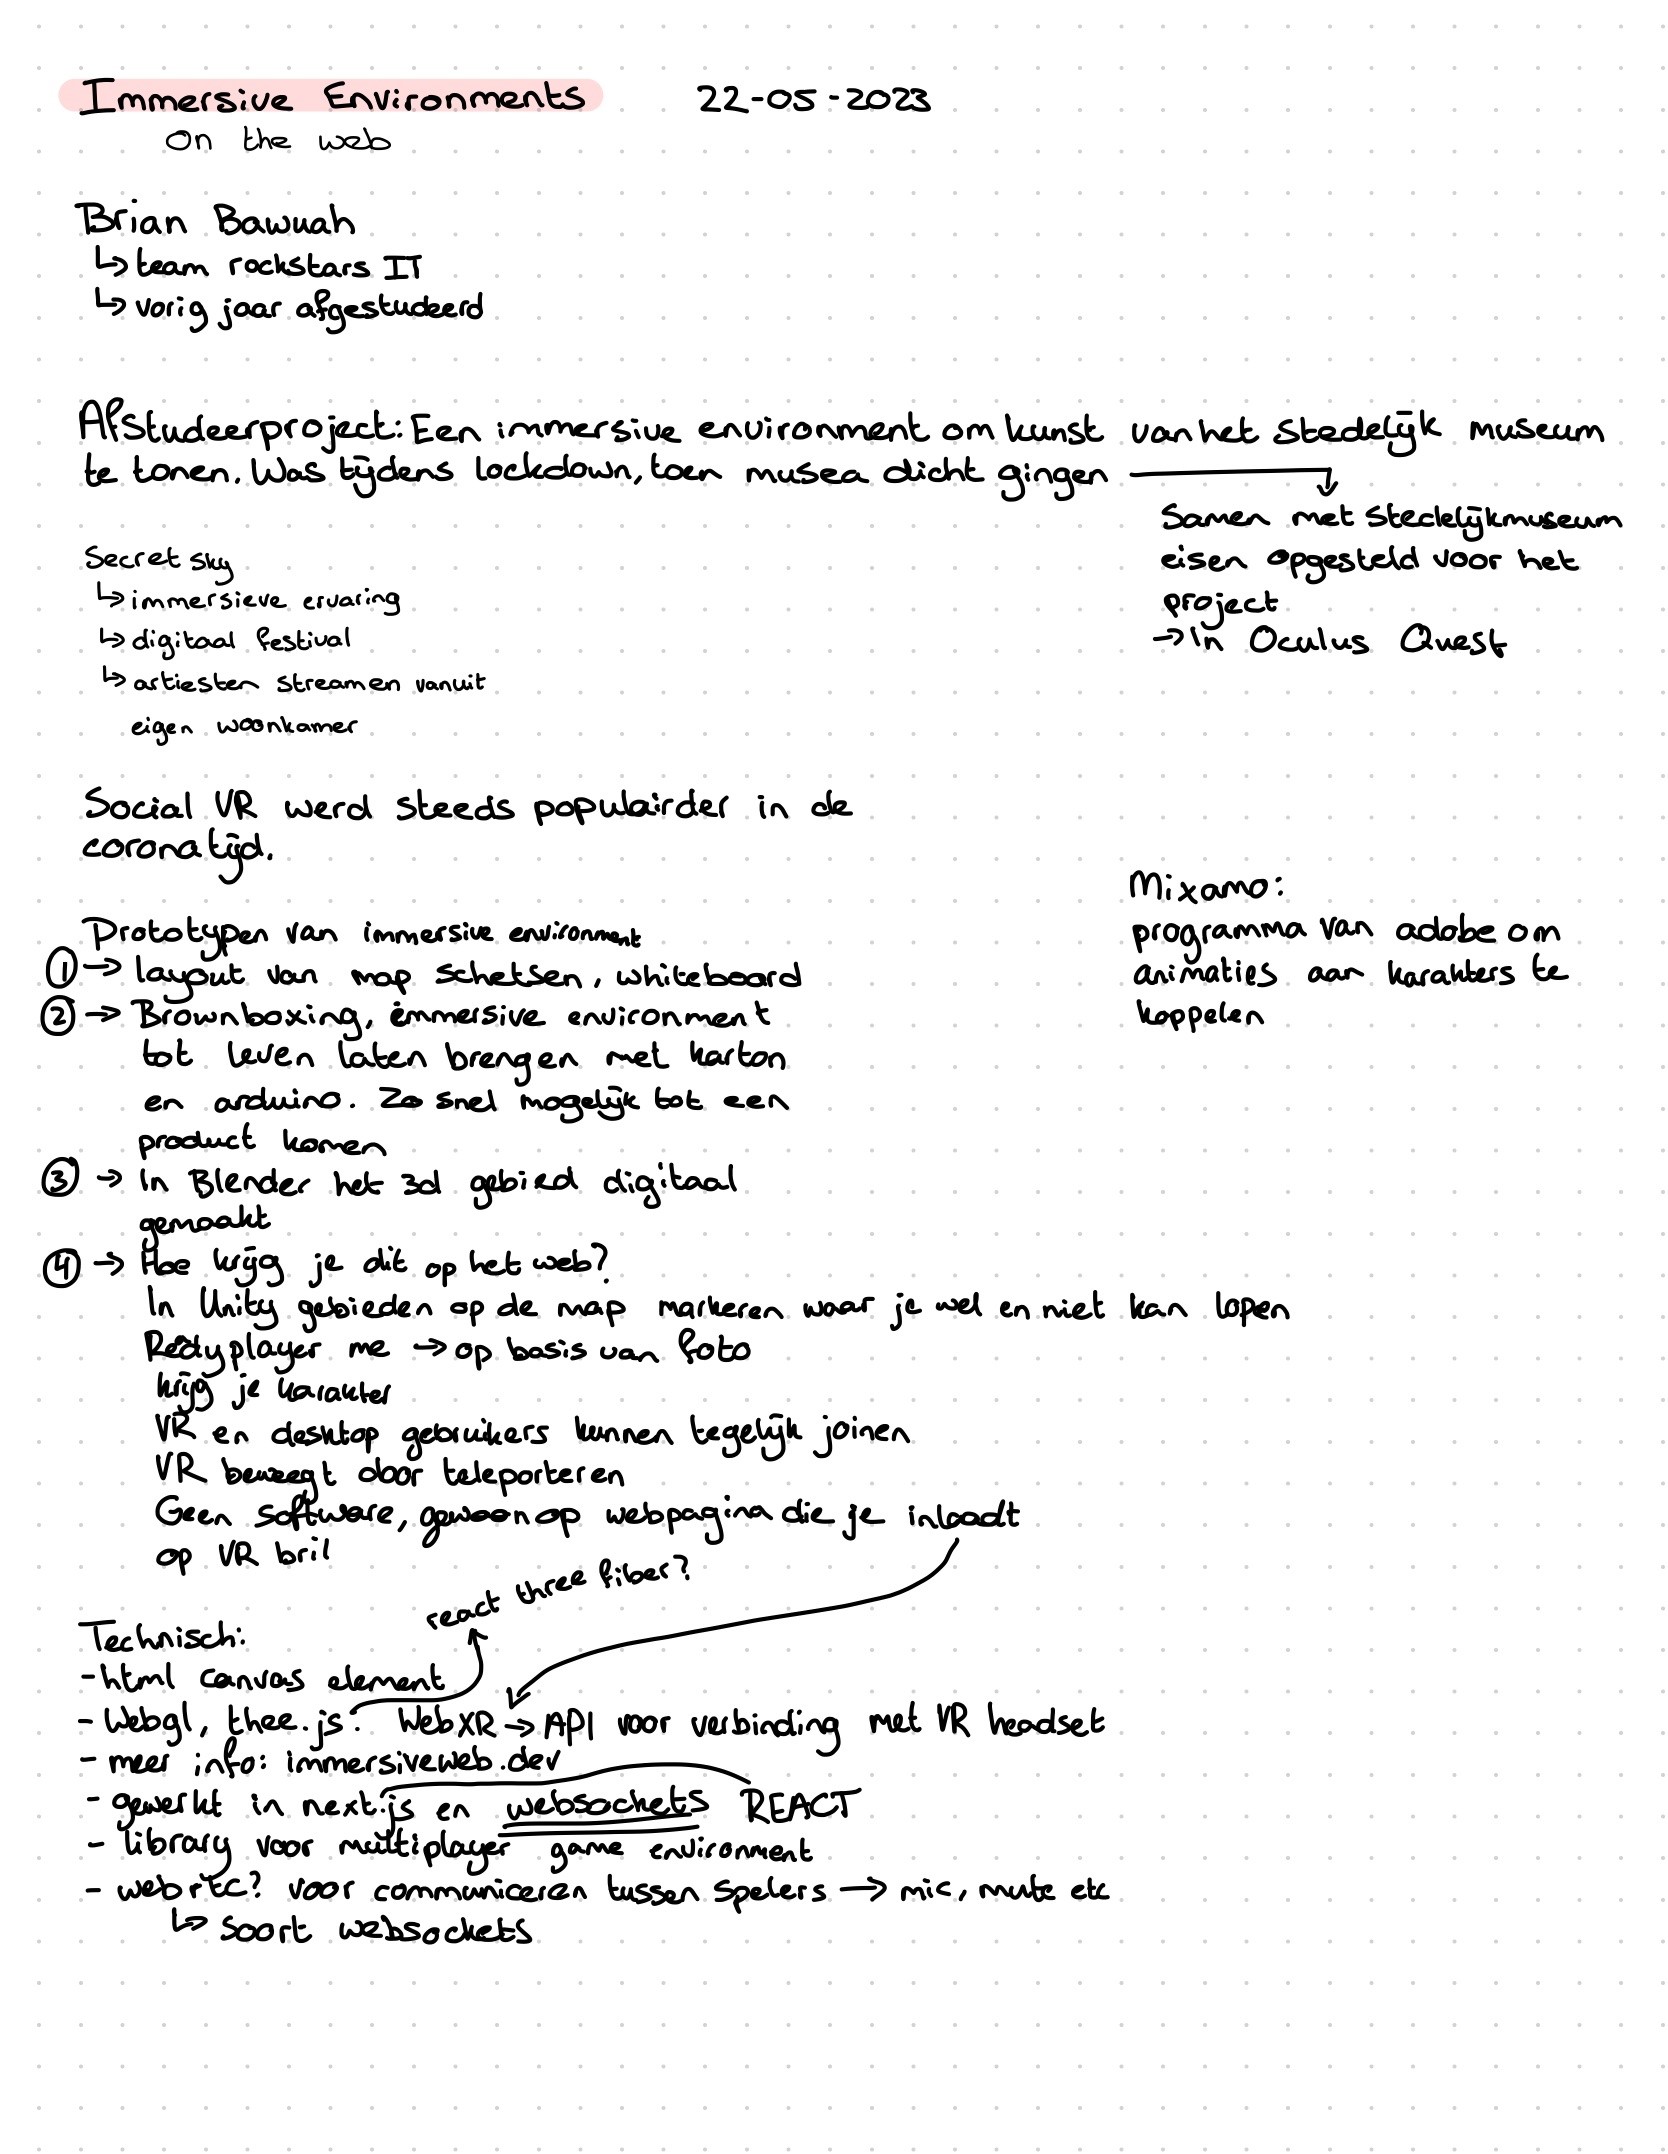 Immersive Environments 22-05-2023
on the web
Brian Bawuah
↳ team rockstars IT
↳ vorig jaar afgestudeerd
Afstudeerproject: Een immersive environment om kunst van het stedelijk museum
te tonen. Was tijdens lockdown, toen musea dicht gingen →
Samen met stedelijkmuseum
eisen opgesteld voor het
project
→ In Oculus Quest
Secret sky
↳ immersieve ervaring
↳ digitaal festival
↳ artiesten streamen vanuit
eigen woonkamer
Social VR werd steeds populairder in de
coronatijd.
Mixamo:
programma van adobe om
animaties aan karakters te
koppelen
Prototypen van immersive environment
① → layout van map schetsen, whiteboard
② → Brownboxing, immersive environment
tot leven laten brengen met karton
en arduino. Zo snel mogelijk tot een
product komen
③ → In Blender het 3d gebied digitaal
gemaakt
④ → Hoe krijg je dit op het web?
In Unity gebieden op de map markeren waar je wel en niet kan lopen
Redyplayer me → op basis van foto
krijg je karakter
VR en desktop gebruikers kunnen tegelijk joinen
VR beweegt door teleporteren
Geen software, gewoon op webpagina die je inlaadt
op VR bril
react three fiber?
Technisch:
- html canvas element
- Webgl, thee.js. WebXR → API voor verbinding met VR headset
- meer info: immersiveweb.dev
- gewerkt in next.js en websockets REACT
- library voor multiplayer game environment
- webrtc? voor communiceren tussen spelers → mic, mute etc
↳ soort websockets